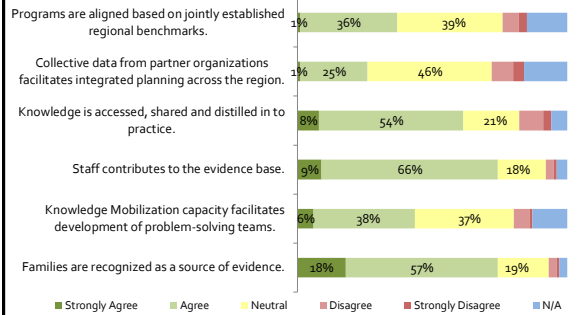 Programs are aligned based on jointly established
regional benchmarks.
1% 36% 39%
Collective data from partner organizations
facilitates integrated planning across the region.
1% 25% 46%
Knowledge is accessed, shared and distilled in to
practice.
8% 54% 21%
Staff contributes to the evidence base.
9% 66% 18%
Knowledge Mobilization capacity facilitates
development of problem-solving teams.
6% 38% 37%
Families are recognized as a source of evidence.
18% 57% 19%
Strongly Agree Agree Neutral Disagree Strongly Disagree N/A